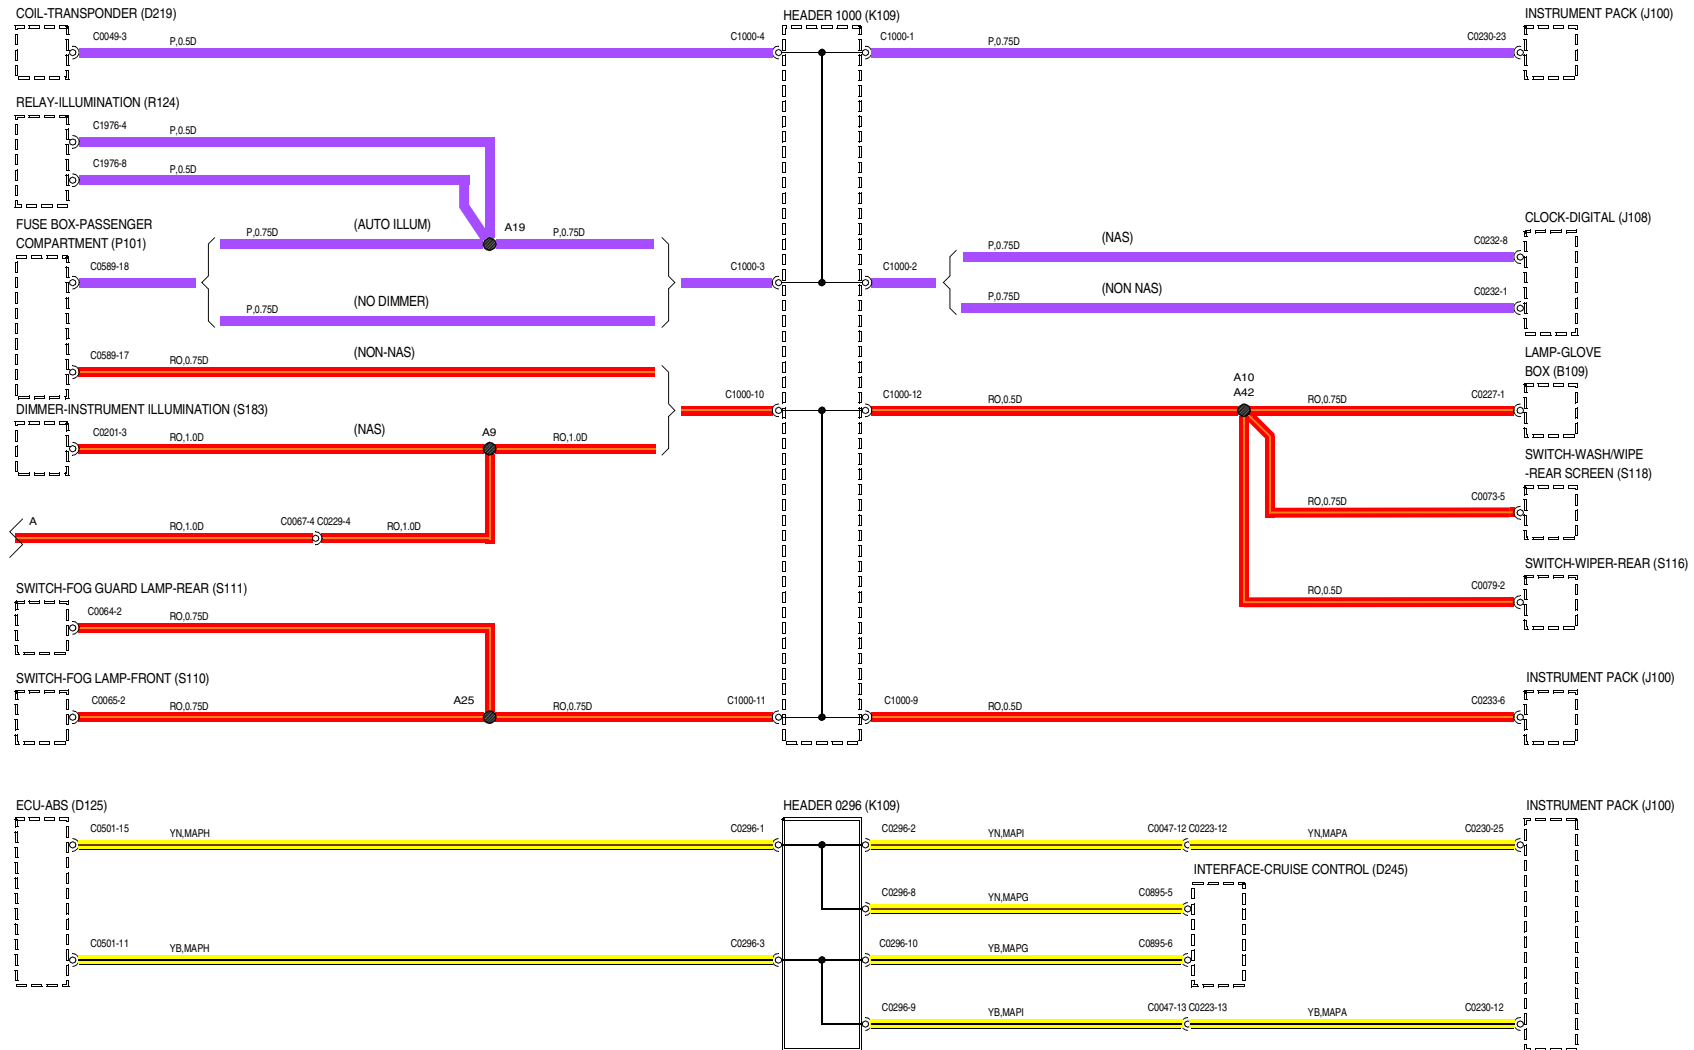 COIL-TRANSPONDER (D219)
HEADER 1000 (K109)
INSTRUMENT PACK (J100)
C0049-3
P,0.5D
C1000-4
C1000-1
P,0.75D
C0230-23
RELAY-ILLUMINATION (R124)
C1976-4
P,0.5D
C1976-8
P,0.5D
FUSE BOX-PASSENGER
COMPARTMENT (P101)
(AUTO ILLUM)
A19
P,0.75D
P,0.75D
C0589-18
C1000-3
C1000-2
(NO DIMMER)
P,0.75D
CLOCK-DIGITAL (J108)
(NAS)
P,0.75D
C0232-8
(NON NAS)
P,0.75D
C0232-1
C0589-17
RO,0.75D
(NON-NAS)
LAMP-GLOVE
BOX (B109)
C1000-10
C1000-12
RO,0.5D
A10
A42
RO,0.75D
C0227-1
DIMMER-INSTRUMENT ILLUMINATION (S183)
C0201-3
RO,1.0D
(NAS)
A9
RO,1.0D
SWITCH-WASH/WIPE
-REAR SCREEN (S118)
RO,0.75D
C0073-5
A
RO,1.0D
C0067-4 C0229-4
RO,1.0D
SWITCH-WIPER-REAR (S116)
RO,0.5D
C0079-2
SWITCH-FOG GUARD LAMP-REAR (S111)
C0064-2
RO,0.75D
SWITCH-FOG LAMP-FRONT (S110)
INSTRUMENT PACK (J100)
C0065-2
RO,0.75D
A25
RO,0.75D
C1000-11
C1000-9
RO,0.5D
C0233-6
ECU-ABS (D125)
HEADER 0296 (K109)
INSTRUMENT PACK (J100)
C0501-15
YN,MAPH
C0296-1
C0296-2
YN,MAPI
C0047-12 C0223-12
YN,MAPA
C0230-25
INTERFACE-CRUISE CONTROL (D245)
C0296-8
YN,MAPG
C0895-5
C0501-11
YB,MAPH
C0296-3
C0296-10
YB,MAPG
C0895-6
C0296-9
YB,MAPI
C0047-13 C0223-13
YB,MAPA
C0230-12